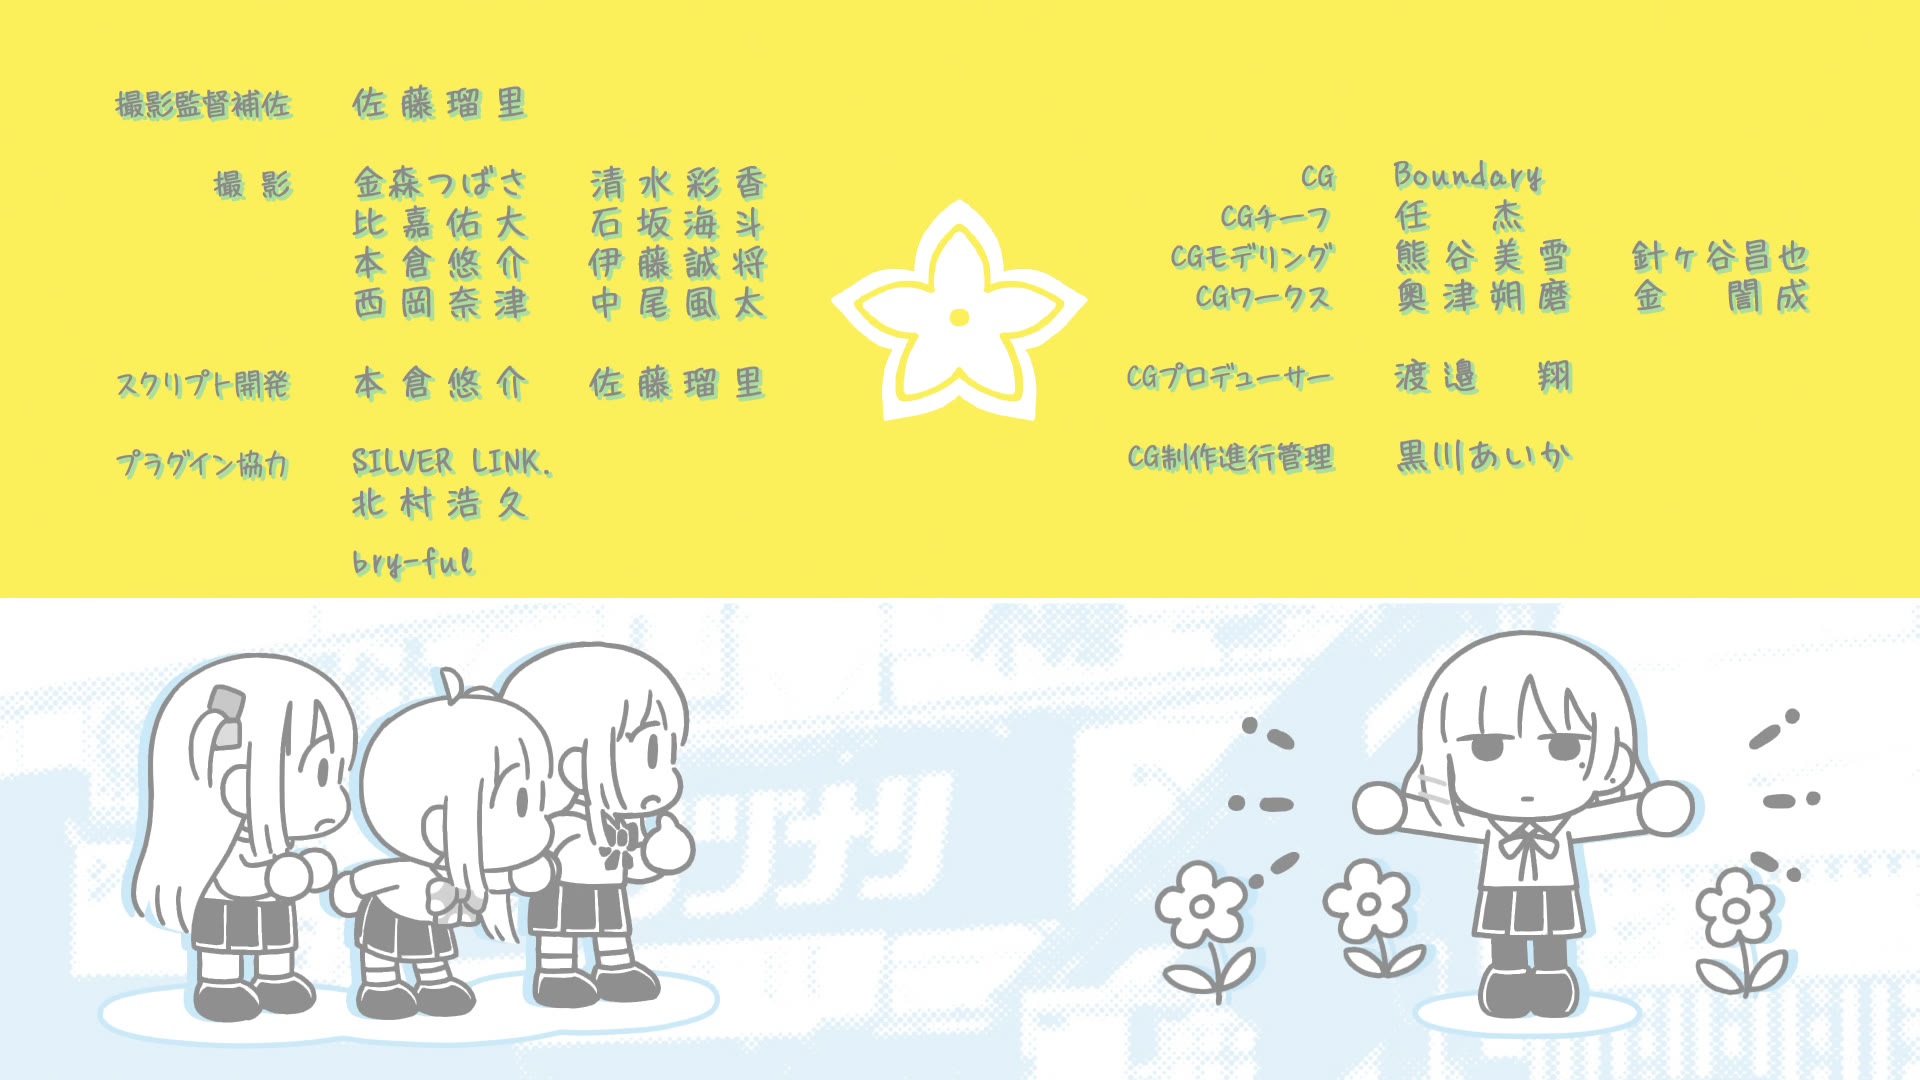 撮影監督補佐 佐藤瑠里
撮影 金森つばさ 清水彩香
比嘉佑大 石坂海斗
本倉悠介 伊藤誠将
西岡奈津 中尾風太
スクリプト開発 本倉悠介 佐藤瑠里
プラグイン協力 SILVER LINK.
北村浩久
bry-ful
CG Boundary
CGチーフ 任杰
CGモデリング 熊谷美雪 針ヶ谷昌也
CGワークス 奥津朔磨 金誾成
CGプロデューサー 渡邉翔
CG制作進行管理 黒川あいか